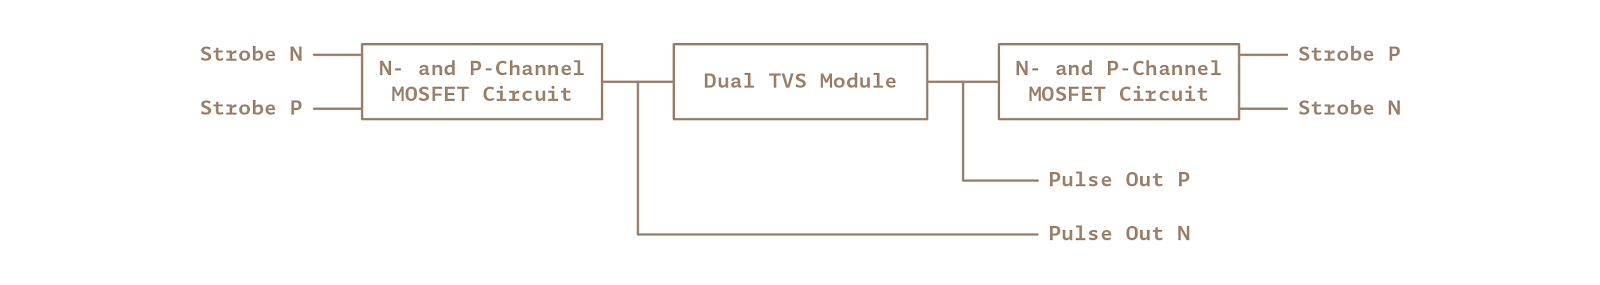 Strobe N
Strobe P
N- and P-Channel
MOSFET Circuit
Dual TVS Module
N- and P-Channel
MOSFET Circuit
Strobe P
Strobe N
Pulse Out P
Pulse Out N